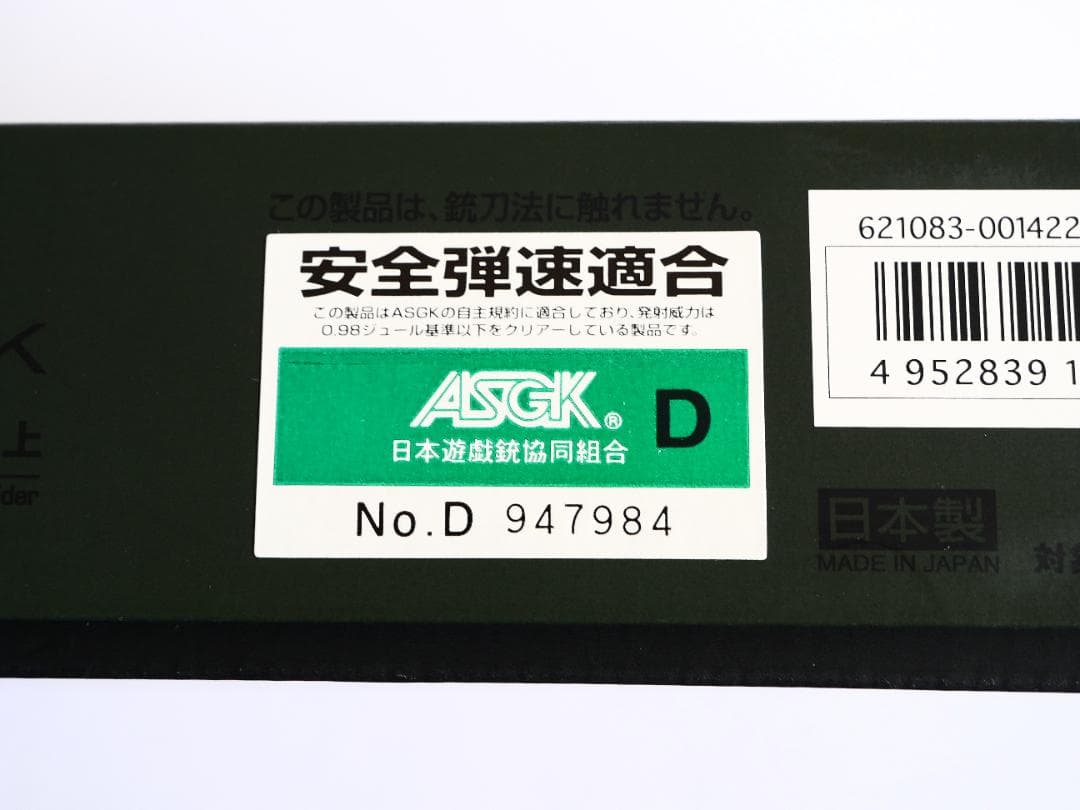 この製品は、銃刀法に触れません。
安全弾速適合
この製品はASGKの自主規約に適合しており、発射威力は
0.98ジュール基準以下をクリアーしている製品です。
ASGK®
D
日本遊戯銃協同組合
No.D 947984
621083-001422
4 952839 1
K
上
der
日本製
MADE IN JAPAN
対